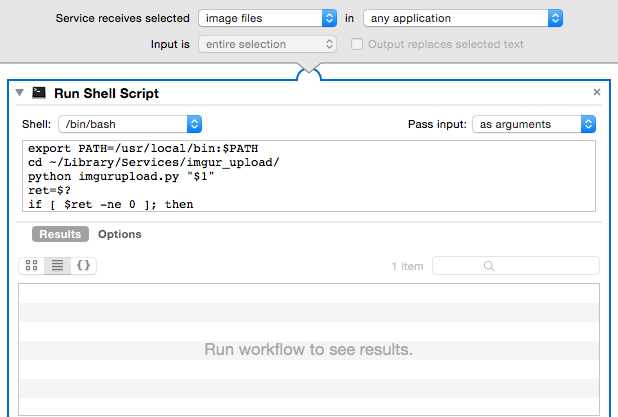 Service receives selected image files in any application
Input is entire selection Output replaces selected text
Run Shell Script
Shell: /bin/bash Pass input: as arguments
export PATH=/usr/local/bin:$PATH
cd ~/Library/Services/imgur_upload/
python imgurupload.py "$1"
ret=$?
if [ $ret -ne 0 ]; then
Results Options
{} 1 item
Run workflow to see results.